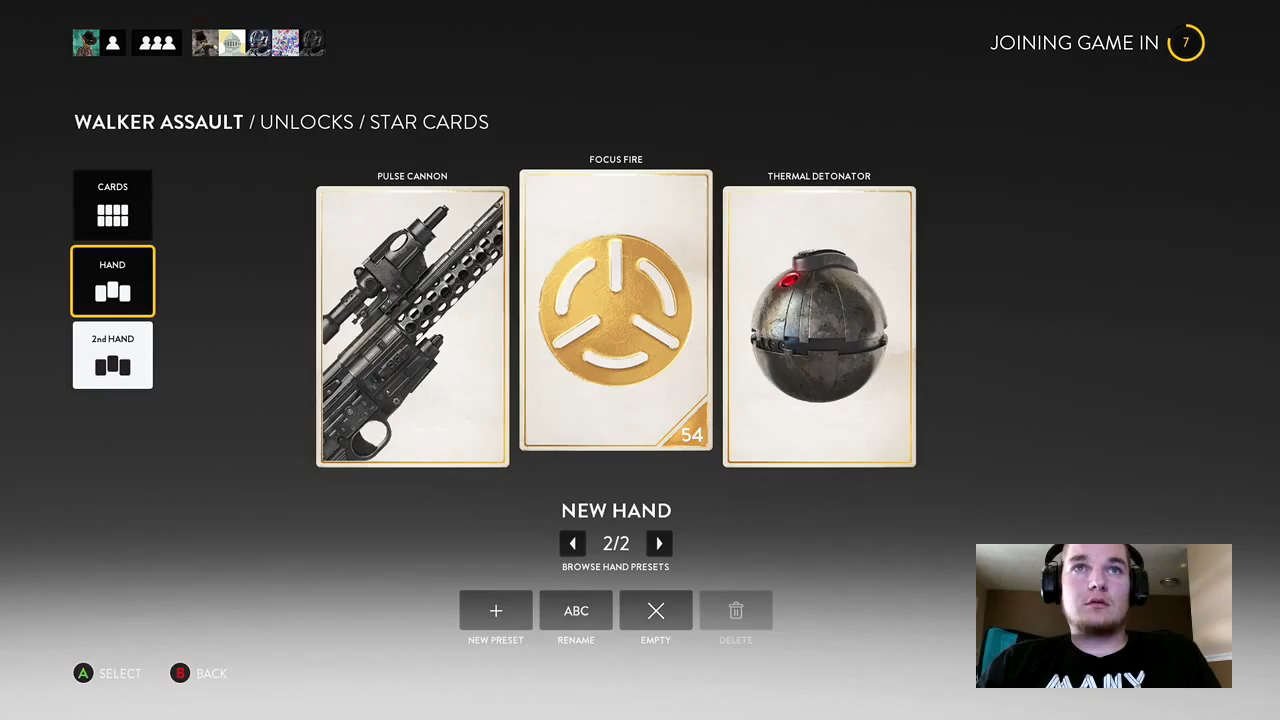 JOINING GAME IN 7
WALKER ASSAULT / UNLOCKS / STAR CARDS
CARDS
HAND
2nd HAND
PULSE CANNON
FOCUS FIRE
THERMAL DETONATOR
54
NEW HAND
2/2
BROWSE HAND PRESETS
ABC
NEW PRESET
RENAME
EMPTY
DELETE
A SELECT B BACK
MANY